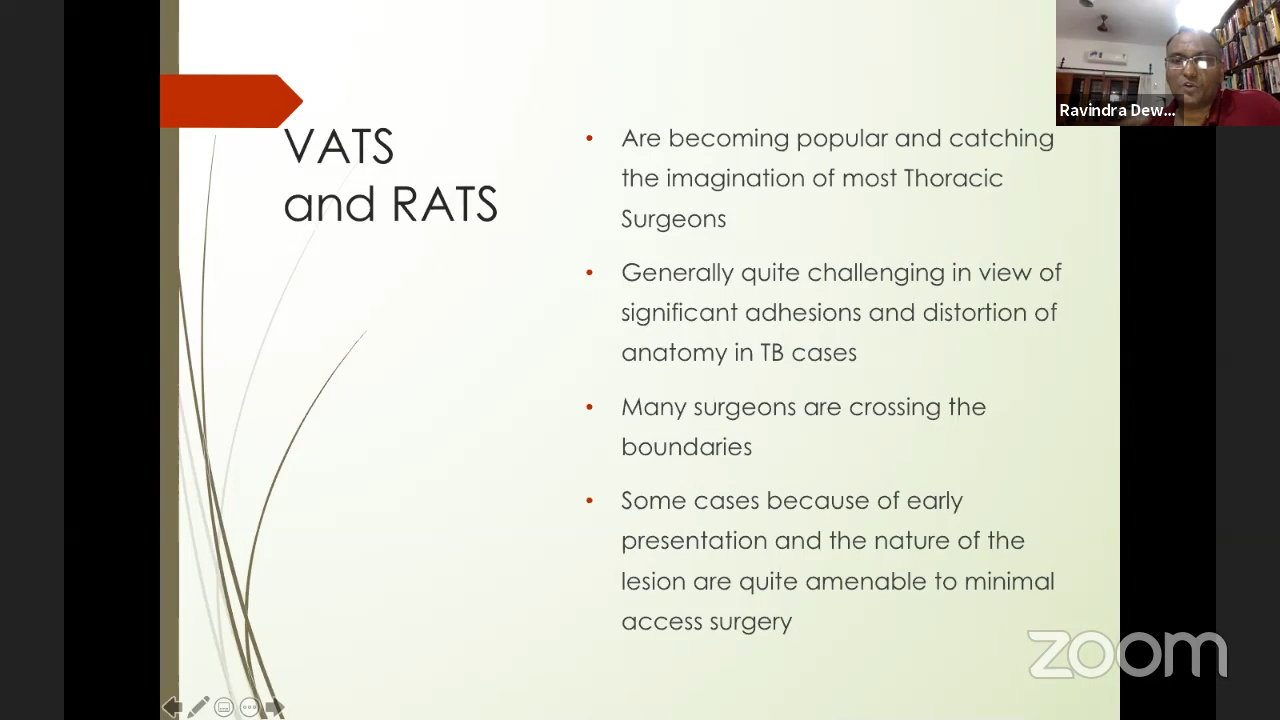 Ravindra Dew...
VATS
and RATS
Are becoming popular and catching
the imagination of most Thoracic
Surgeons
Generally quite challenging in view of
significant adhesions and distortion of
anatomy in TB cases
Many surgeons are crossing the
boundaries
Some cases because of early
presentation and the nature of the
lesion are quite amenable to minimal
access surgery
zoom